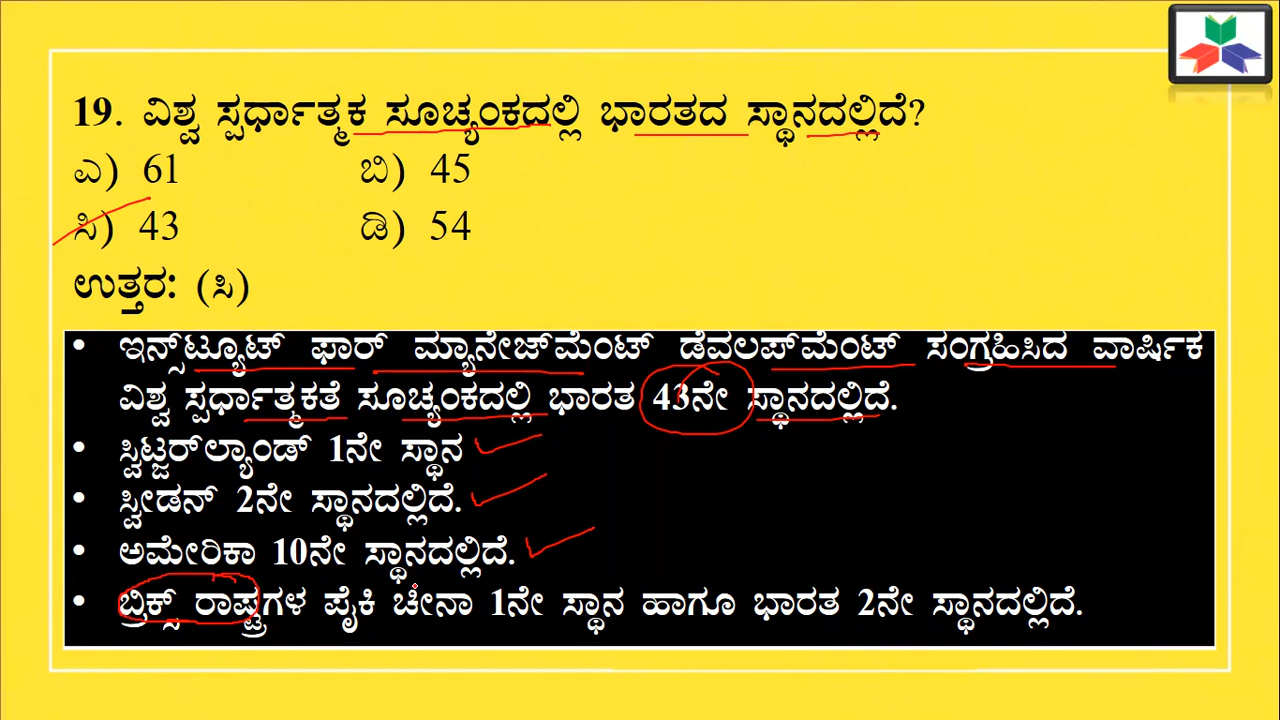 19. ವಿಶ್ವ ಸ್ಪರ್ಧಾತ್ಮಕ ಸೂಚ್ಯಂಕದಲ್ಲಿ ಭಾರತದ ಸ್ಥಾನದಲ್ಲಿದೆ?
ಎ) 61 ಬಿ) 45
ಸಿ) 43 ಡಿ) 54
ಉತ್ತರ: (ಸಿ)
• ಇನ್ಸ್‌ಟ್ಯೂಟ್ ಫಾರ್ ಮ್ಯಾನೇಜ್‌ಮೆಂಟ್ ಡೆವಲಪ್‌ಮೆಂಟ್ ಸಂಗ್ರಹಿಸಿದ ವಾರ್ಷಿಕ
ವಿಶ್ವ ಸ್ಪರ್ಧಾತ್ಮಕತೆ ಸೂಚ್ಯಂಕದಲ್ಲಿ ಭಾರತ 43ನೇ ಸ್ಥಾನದಲ್ಲಿದೆ.
• ಸ್ವಿಟ್ಜರ್‌ಲ್ಯಾಂಡ್ 1ನೇ ಸ್ಥಾನ
• ಸ್ವೀಡನ್ 2ನೇ ಸ್ಥಾನದಲ್ಲಿದೆ.
• ಅಮೇರಿಕಾ 10ನೇ ಸ್ಥಾನದಲ್ಲಿದೆ.
• ಬ್ರಿಕ್ಸ್ ರಾಷ್ಟ್ರಗಳ ಪೈಕಿ ಚೀನಾ 1ನೇ ಸ್ಥಾನ ಹಾಗೂ ಭಾರತ 2ನೇ ಸ್ಥಾನದಲ್ಲಿದೆ.